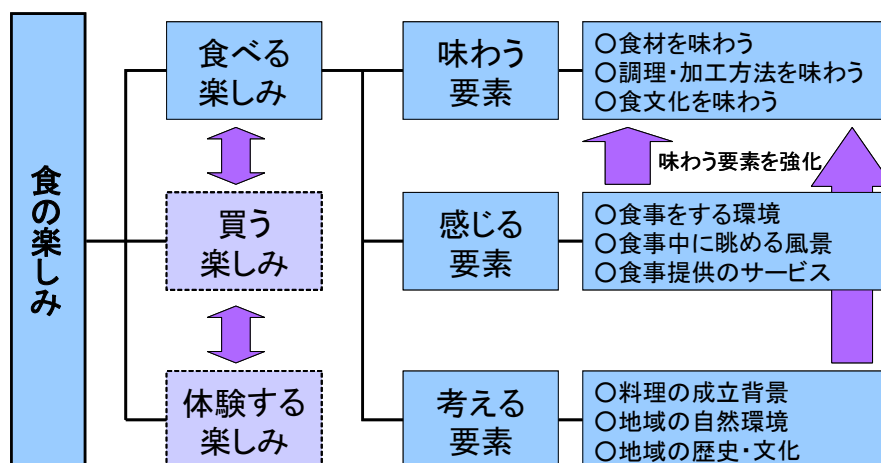 食の楽しみ
食べる
楽しみ
買う
楽しみ
体験する
楽しみ
味わう
要素
感じる
要素
考える
要素
○食材を味わう
○調理・加工方法を味わう
○食文化を味わう
味わう要素を強化
○食事をする環境
○食事中に眺める風景
○食事提供のサービス
○料理の成立背景
○地域の自然環境
○地域の歴史・文化